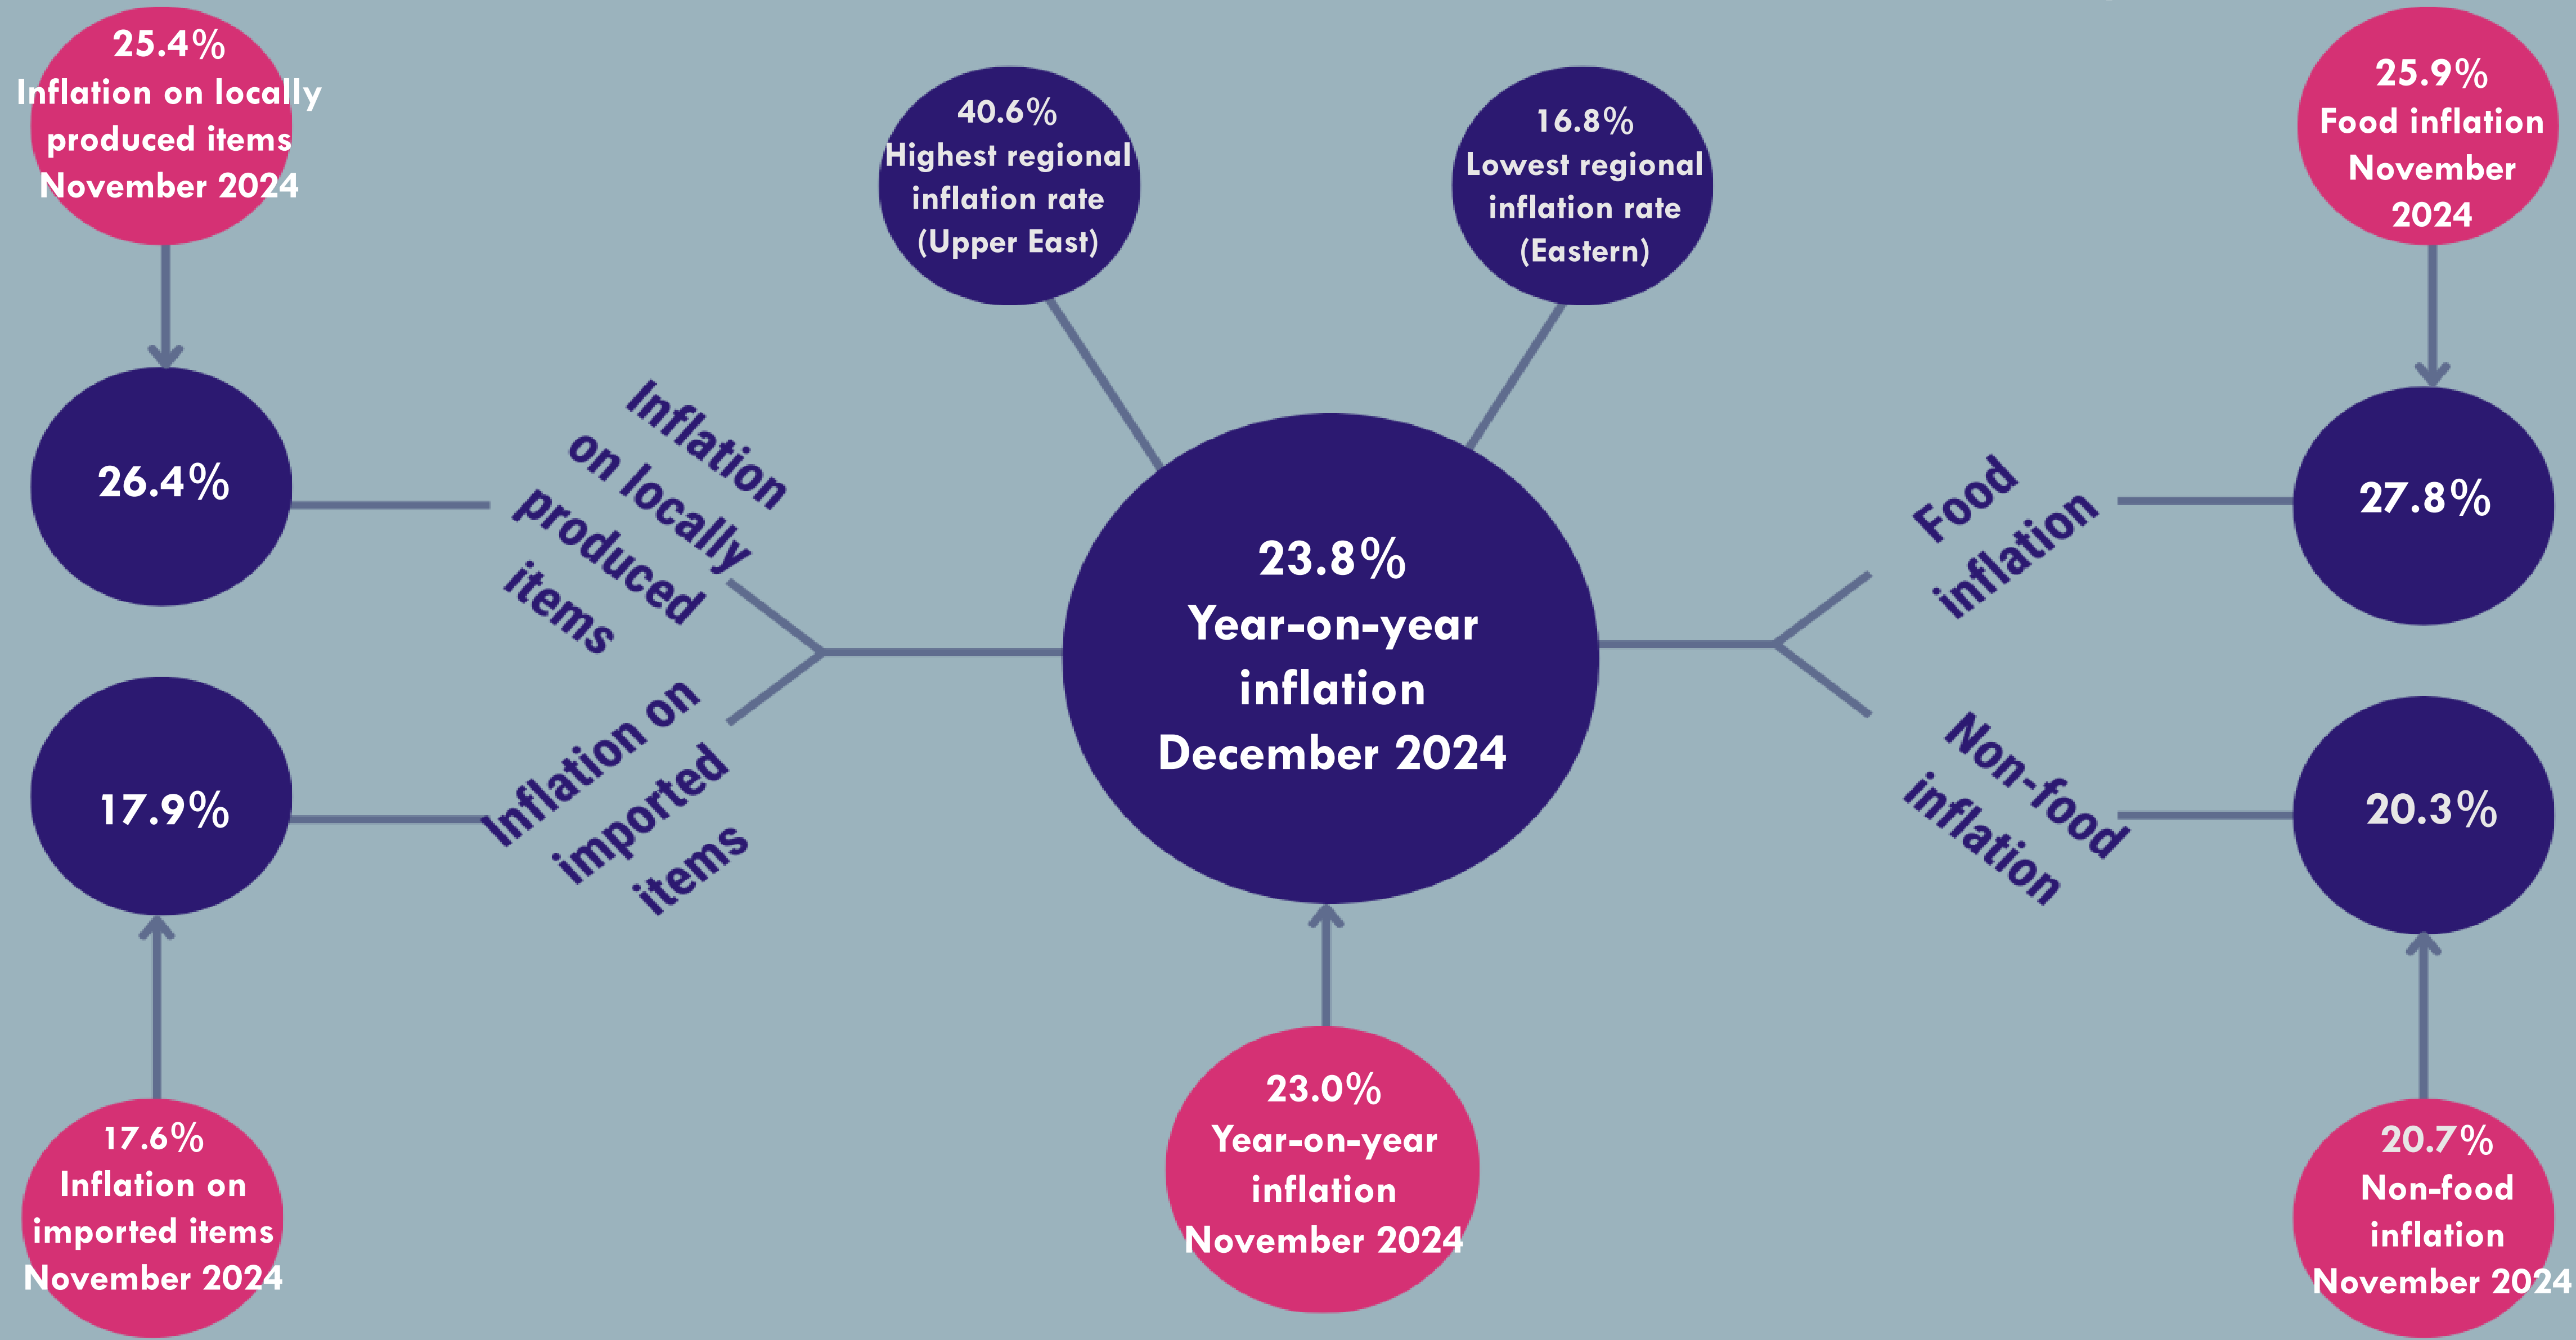 25.4%
Inflation on locally
produced items
November 2024
40.6%
Highest regional
inflation rate
(Upper East)
16.8%
Lowest regional
inflation rate
(Eastern)
25.9%
Food inflation
November
2024
26.4%
Inflation
on locally
produced
items
23.8%
Year-on-year
inflation
December 2024
Food
inflation
27.8%
17.9%
Inflation on
imported
items
Non-food
inflation
20.3%
17.6%
Inflation on
imported items
November 2024
23.0%
Year-on-year
inflation
November 2024
20.7%
Non-food
inflation
November 2024